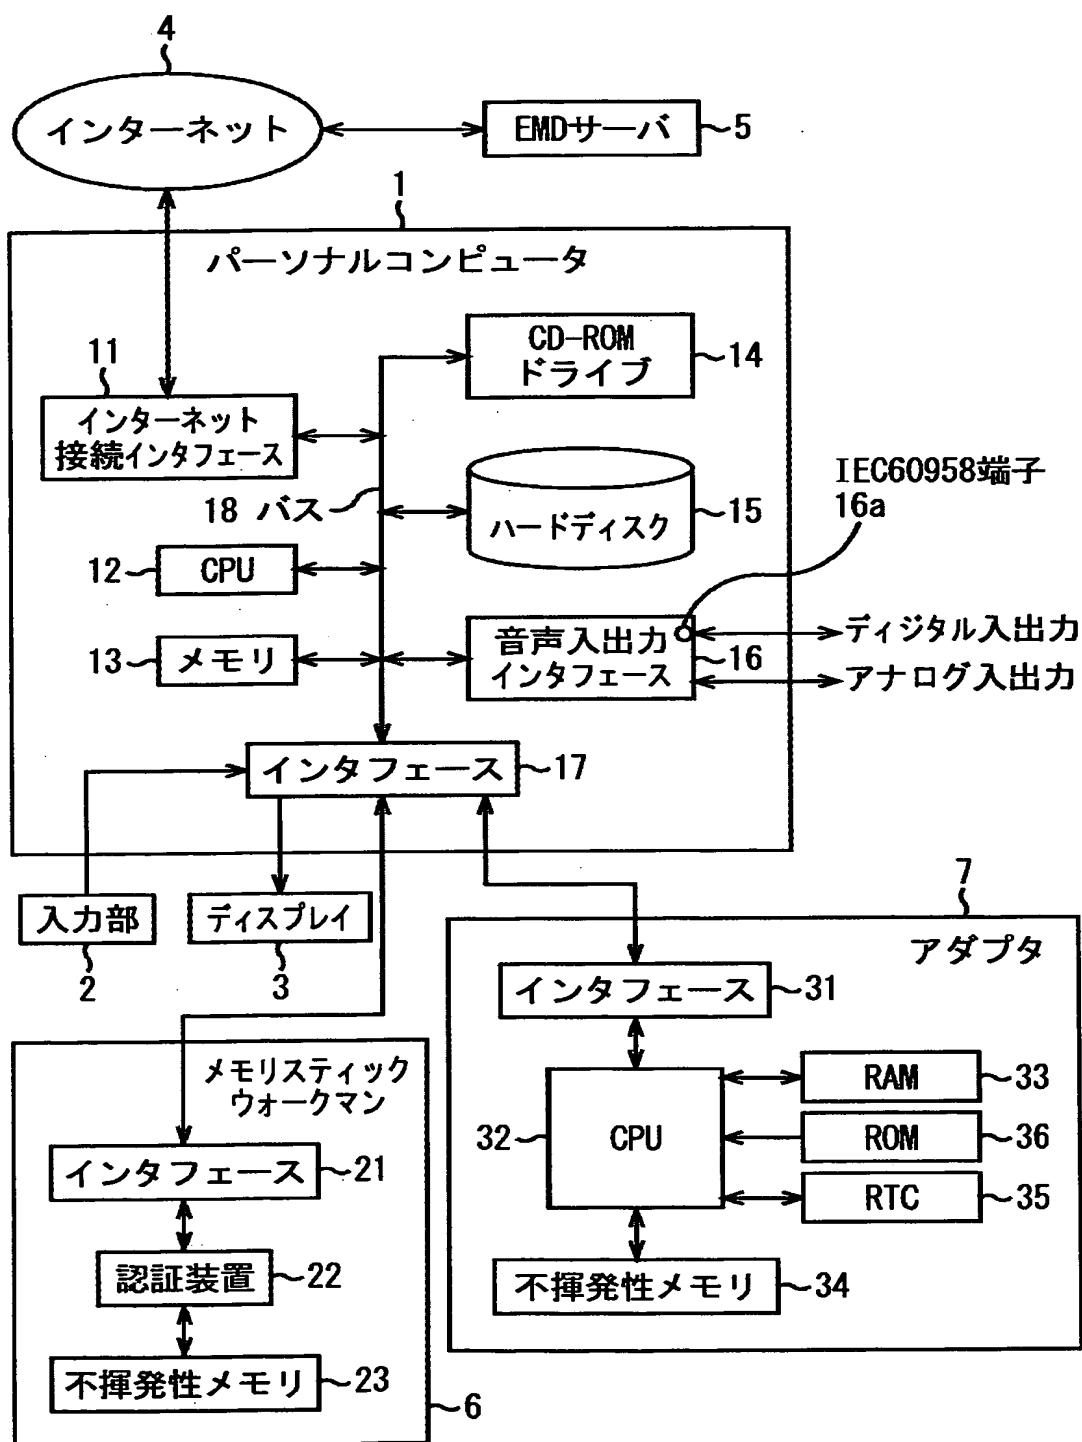 4
インターネット
EMDサーバ
5
1
パーソナルコンピュータ
CD-ROM
ドライブ
14
11
インターネット
接続インタフェース
IEC60958端子
16a
18 バス
ハードディスク
15
12
CPU
13
メモリ
音声入出力
インタフェース
16
ディジタル入出力
アナログ入出力
インタフェース
17
入力部
2
ディスプレイ
3
7
アダプタ
インタフェース
31
メモリスティック
ウォークマン
RAM
33
32
CPU
ROM
36
インタフェース
21
RTC
35
認証装置
22
不揮発性メモリ
34
不揮発性メモリ
23
6